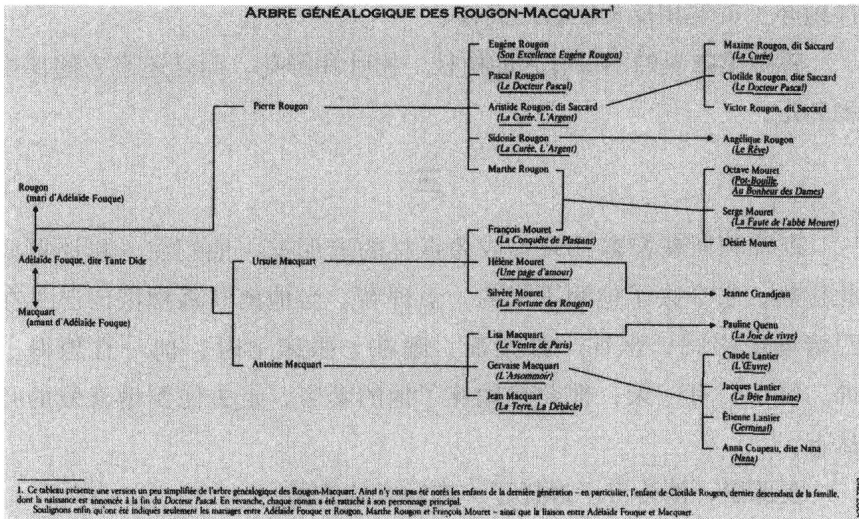 ARBRE GÉNÉALOGIQUE DES ROUGON-MACQUART¹
Rougon
(mari d'Adélaïde Fouque)
Adélaïde Fouque, dite Tante Dide
Macquart
(amant d'Adélaïde Fouque)
Pierre Rougon
Ursule Macquart
Antoine Macquart
Eugène Rougon
(Son Excellence Eugène Rougon)
Pascal Rougon
(Le Docteur Pascal)
Aristide Rougon, dit Saccard
(La Curée, L'Argent)
Sidonie Rougon
(La Curée, L'Argent)
Marthe Rougon
François Mouret
(La Conquête de Plassans)
Hélène Mouret
(Une page d'amour)
Silvère Mouret
(La Fortune des Rougon)
Lisa Macquart
(Le Ventre de Paris)
Gervaise Macquart
(L'Assommoir)
Jean Macquart
(La Terre, La Débâcle)
Maxime Rougon, dit Saccard
(La Curée)
Clotilde Rougon, dite Saccard
(Le Docteur Pascal)
Victor Rougon, dit Saccard
Angélique Rougon
(Le Rêve)
Octave Mouret
(Pot-Bouille,
Au Bonheur des Dames)
Serge Mouret
(La Faute de l'abbé Mouret)
Désiré Mouret
Jeanne Grandjean
Pauline Quenu
(La Joie de vivre)
Claude Lantier
(L'Œuvre)
Jacques Lantier
(La Bête humaine)
Étienne Lantier
(Germinal)
Anna Coupeau, dite Nana
(Nana)
1. Ce tableau présente une version un peu simplifiée de l'arbre généalogique des Rougon-Macquart. Ainsi n'y ont pas été notés les enfants de la dernière génération – en particulier, l'enfant de Clotilde Rougon, dernier descendant de la famille,
dont la naissance est annoncée à la fin du Docteur Pascal. En revanche, chaque roman a été rattaché à son personnage principal.
Soulignons enfin qu'ont été indiqués seulement les mariages entre Adélaïde Fouque et Rougon, Marthe Rougon et François Mouret – ainsi que la liaison entre Adélaïde Fouque et Macquart.